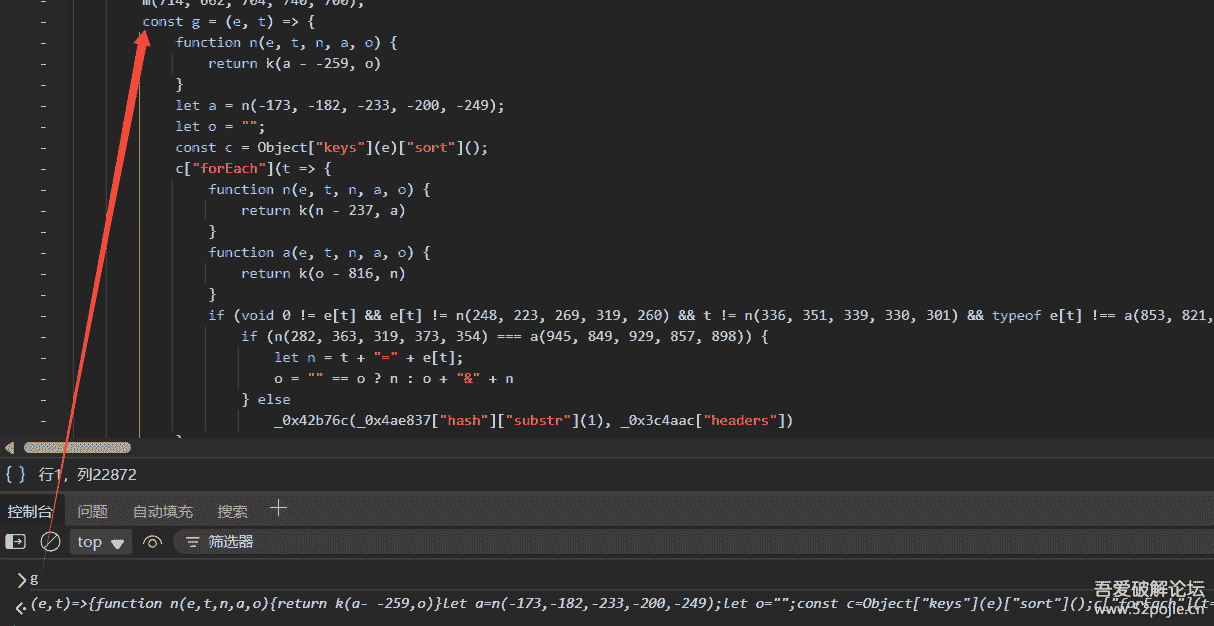 m(714, 662, 704, 740, 700);
const g = (e, t) => {
function n(e, t, n, a, o) {
return k(a - -259, o)
}
let a = n(-173, -182, -233, -200, -249);
let o = "";
const c = Object["keys"](e)["sort"]();
c["forEach"](t => {
function n(e, t, n, a, o) {
return k(n - 237, a)
}
function a(e, t, n, a, o) {
return k(o - 816, n)
}
if (void 0 != e[t] && e[t] != n(248, 223, 269, 319, 260) && t != n(336, 351, 339, 330, 301) && typeof e[t] !== a(853, 821,
if (n(282, 363, 319, 373, 354) === a(945, 849, 929, 857, 898)) {
let n = t + "=" + e[t];
o = "" == o ? n : o + "&" + n
} else
_0x42b76c(_0x4ae837["hash"]["substr"](1), _0x3c4aac["headers"])
{ } 行1, 列22872
控制台 问题 自动填充 搜索 +
top 筛选器
g
(e,t)=>{function n(e,t,n,a,o){return k(a- -259,o)}let a=n(-173,-182,-233,-200,-249);let o="";const c=Object["keys"](e)["sort"]();c["forEach"](t=
吾爱破解论坛
www.52pojie.cn